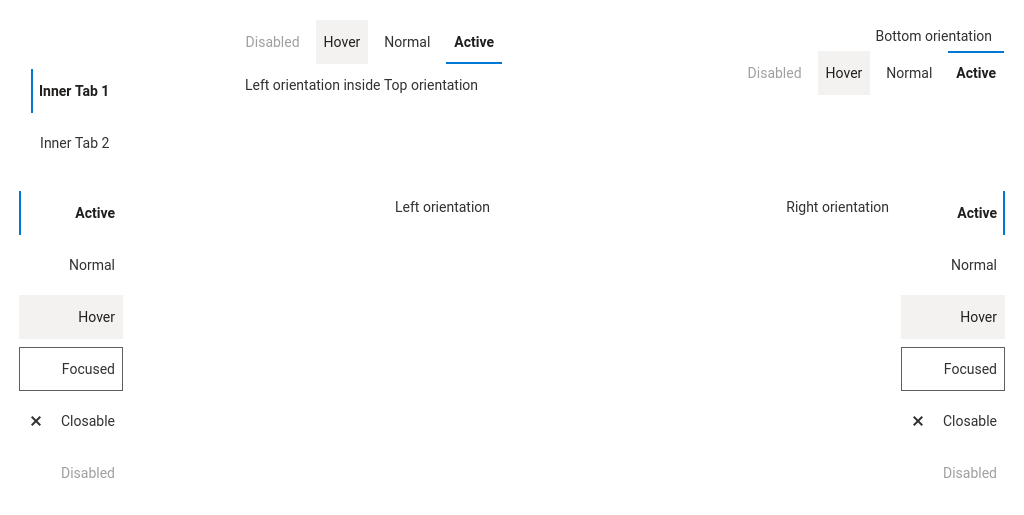 Disabled Hover Normal Active
Left orientation inside Top orientation
Inner Tab 1
Inner Tab 2
Bottom orientation
Disabled Hover Normal Active
Active
Normal
Hover
Focused
Closable
Disabled
Left orientation
Right orientation
Active
Normal
Hover
Focused
Closable
Disabled